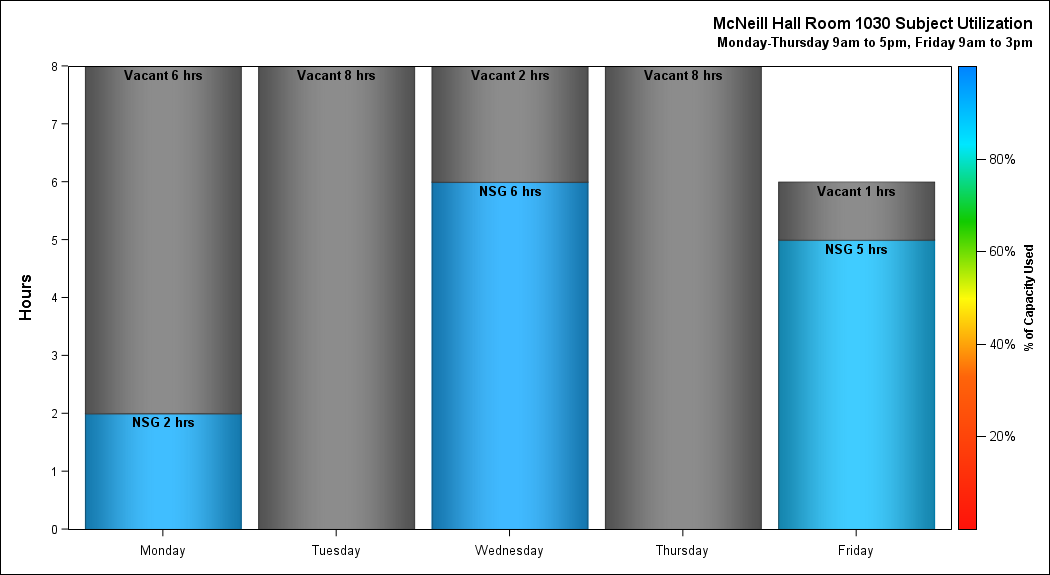 McNeill Hall Room 1030 Subject Utilization
Monday-Thursday 9am to 5pm, Friday 9am to 3pm
8
7
6
5
4
3
2
1
0
Hours
Vacant 6 hrs
NSG 2 hrs
Vacant 8 hrs
Vacant 2 hrs
NSG 6 hrs
Vacant 8 hrs
Vacant 1 hrs
NSG 5 hrs
Monday
Tuesday
Wednesday
Thursday
Friday
80%
60%
40%
20%
% of Capacity Used